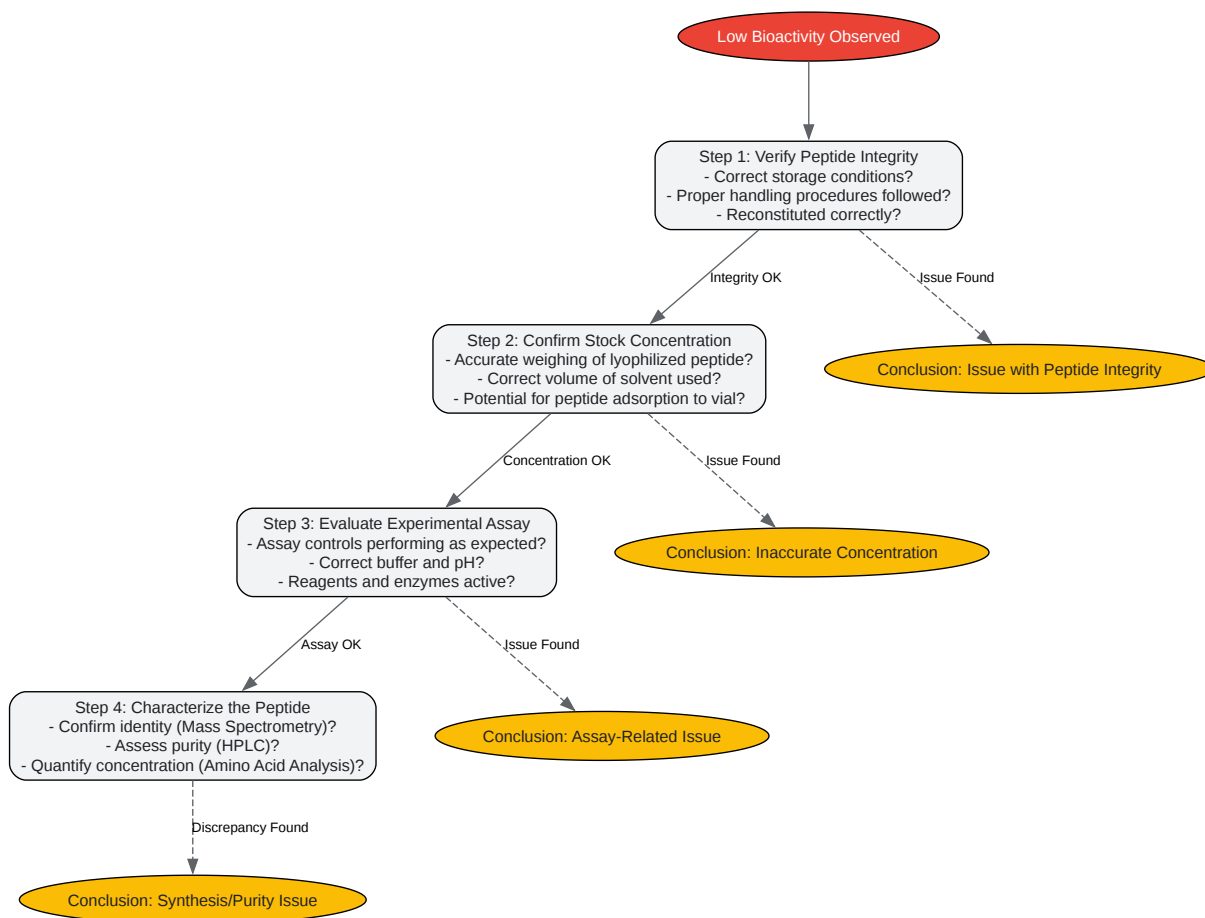 Low Bioactivity Observed
Step 1: Verify Peptide Integrity
- Correct storage conditions?
- Proper handling procedures followed?
- Reconstituted correctly?
Integrity OK
Issue Found
Step 2: Confirm Stock Concentration
- Accurate weighing of lyophilized peptide?
- Correct volume of solvent used?
- Potential for peptide adsorption to vial?
Conclusion: Issue with Peptide Integrity
Concentration OK
Issue Found
Step 3: Evaluate Experimental Assay
- Assay controls performing as expected?
- Correct buffer and pH?
- Reagents and enzymes active?
Conclusion: Inaccurate Concentration
Assay OK
Issue Found
Step 4: Characterize the Peptide
- Confirm identity (Mass Spectrometry)?
- Assess purity (HPLC)?
- Quantify concentration (Amino Acid Analysis)?
Conclusion: Assay-Related Issue
Discrepancy Found
Conclusion: Synthesis/Purity Issue